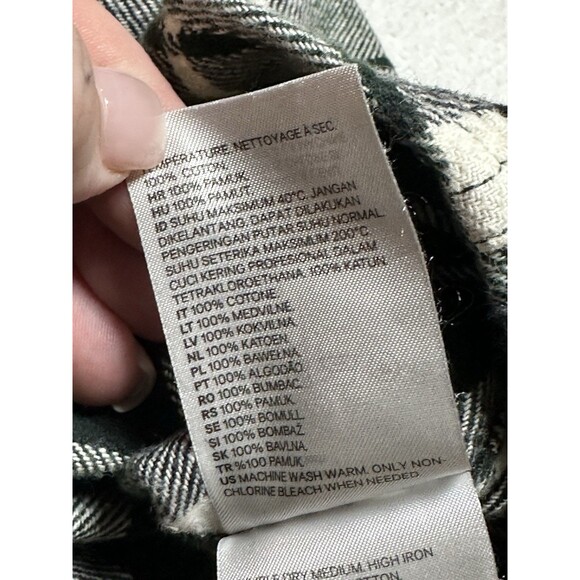 TEMPÉRATURE. NETTOYAGE À SEC.
100% COTON.
HR 100% PAMUK.
HU 100% PAMUT.
ID SUHU MAKSIMUM 40°C. JANGAN
DIKELANTANG. DAPAT DILAKUKAN
PENGERINGAN PUTAR SUHU NORMAL.
SUHU SETERIKA MAKSIMUM 200°C
CUCI KERING PROFESIONAL DALAM
TETRAKLOROETHANA. 100% KATUN.
IT 100% COTONE.
LT 100% MEDVILNĖ.
LV 100% KOKVILNA.
NL 100% KATOEN.
PL 100% BAWEŁNA.
PT 100% ALGODÃO.
RO 100% BUMBAC.
RS 100% PAMUK.
SE 100% BOMULL.
SI 100% BOMBAŽ.
SK 100% BAVLNA.
TR %100 PAMUK.
US MACHINE WASH WARM. ONLY NON-
CHLORINE BLEACH WHEN NEEDED.
DRY MEDIUM. HIGH IRON